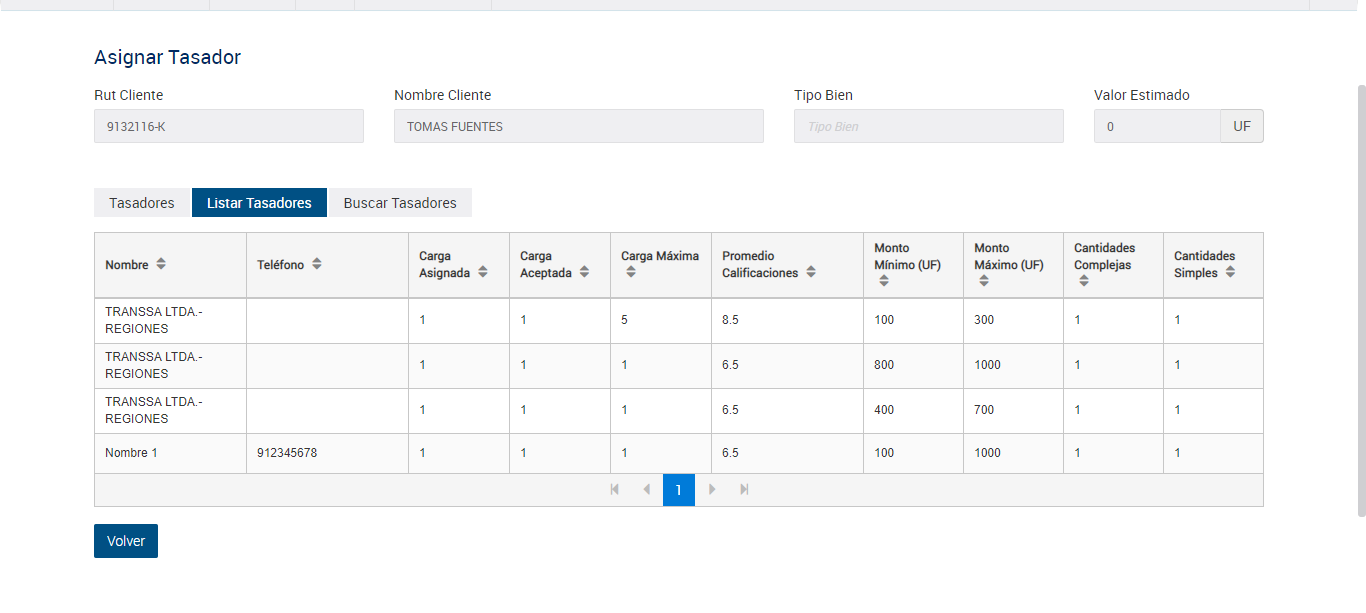 Asignar Tasador
Rut Cliente Nombre Cliente Tipo Bien Valor Estimado
9132116-K TOMAS FUENTES Tipo Bien 0 UF
Tasadores Listar Tasadores Buscar Tasadores
Nombre Teléfono Carga Asignada Carga Aceptada Carga Máxima Promedio Calificaciones Monto Mínimo (UF) Monto Máximo (UF) Cantidades Complejas Cantidades Simples
TRANSSA LTDA.- REGIONES 1 1 5 8.5 100 300 1 1
TRANSSA LTDA.- REGIONES 1 1 1 6.5 800 1000 1 1
TRANSSA LTDA.- REGIONES 1 1 1 6.5 400 700 1 1
Nombre 1 912345678 1 1 1 6.5 100 1000 1 1
1
Volver